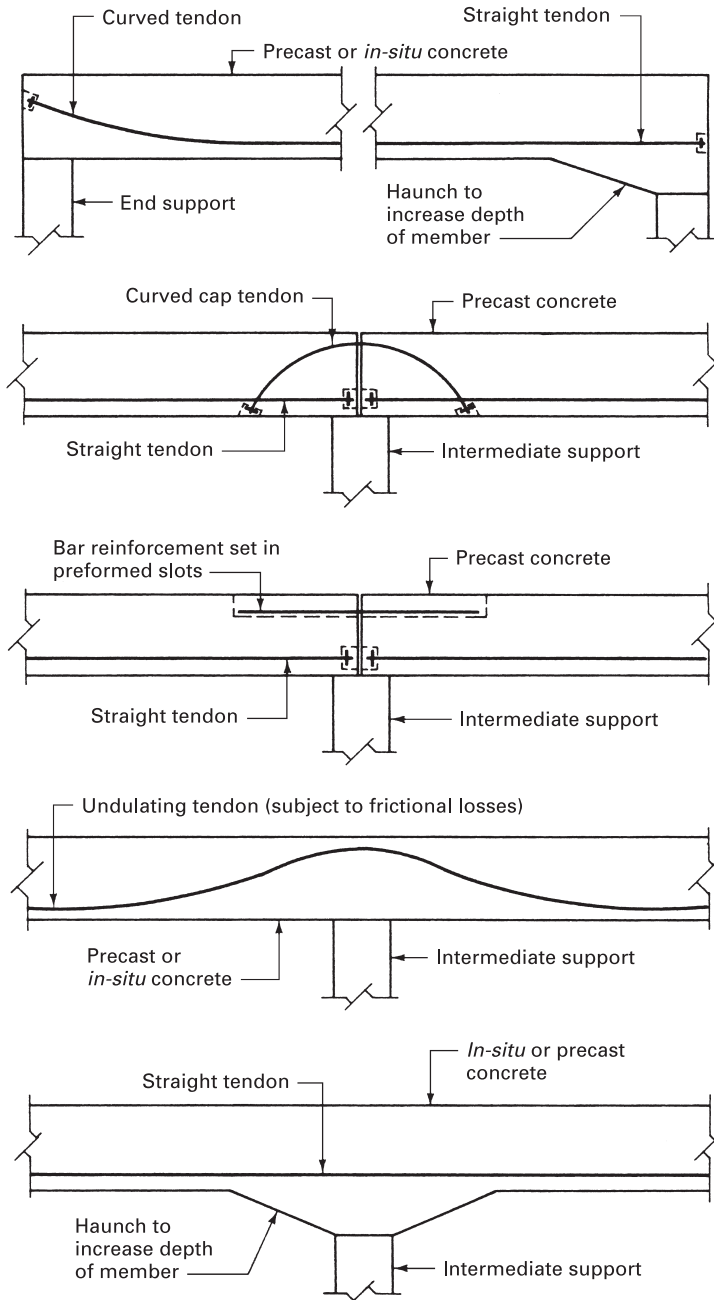 Curved tendon
Straight tendon
Precast or in-situ concrete
End support
Haunch to
increase depth
of member
Curved cap tendon
Precast concrete
Straight tendon
Intermediate support
Bar reinforcement set in
preformed slots
Precast concrete
Straight tendon
Intermediate support
Undulating tendon (subject to frictional losses)
Precast or
in-situ concrete
Intermediate support
In-situ or precast
concrete
Straight tendon
Haunch to
increase depth
of member
Intermediate support